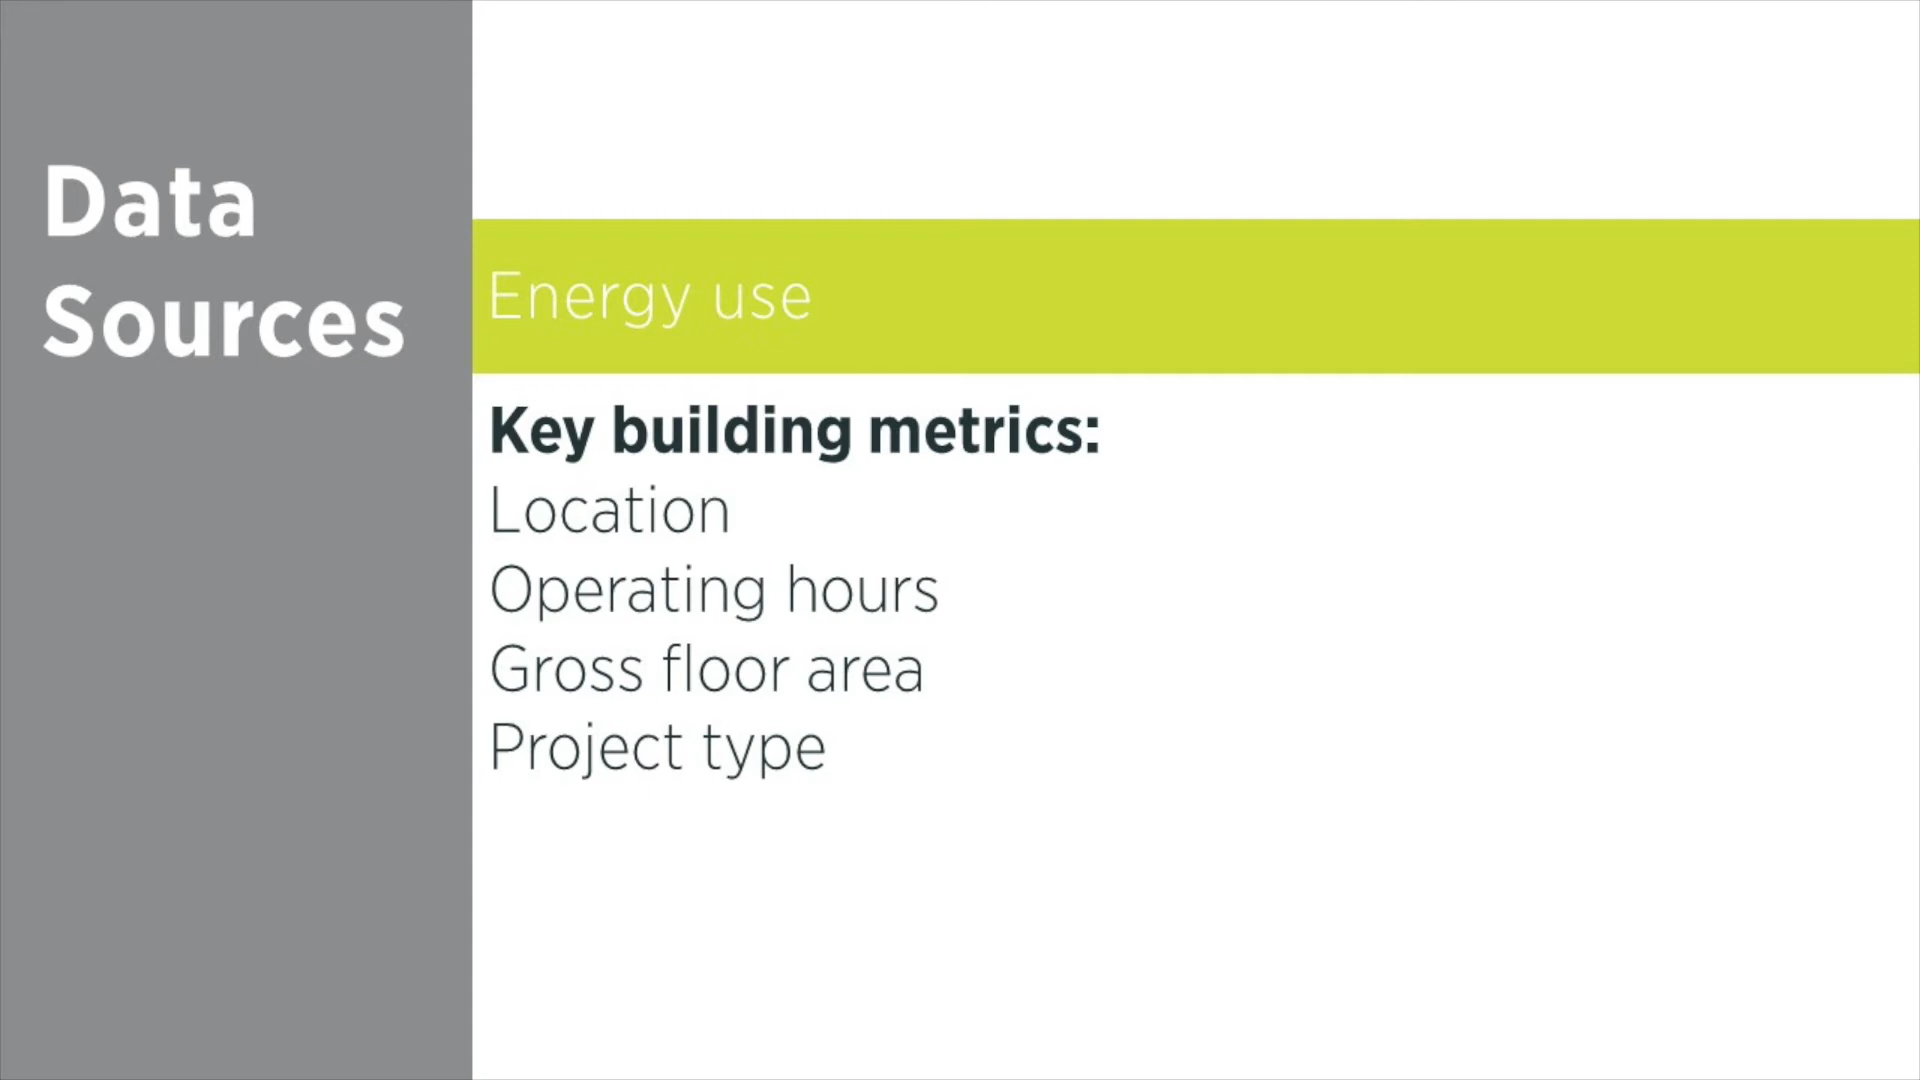 Data
Sources
Energy use
Key building metrics:
Location
Operating hours
Gross floor area
Project type